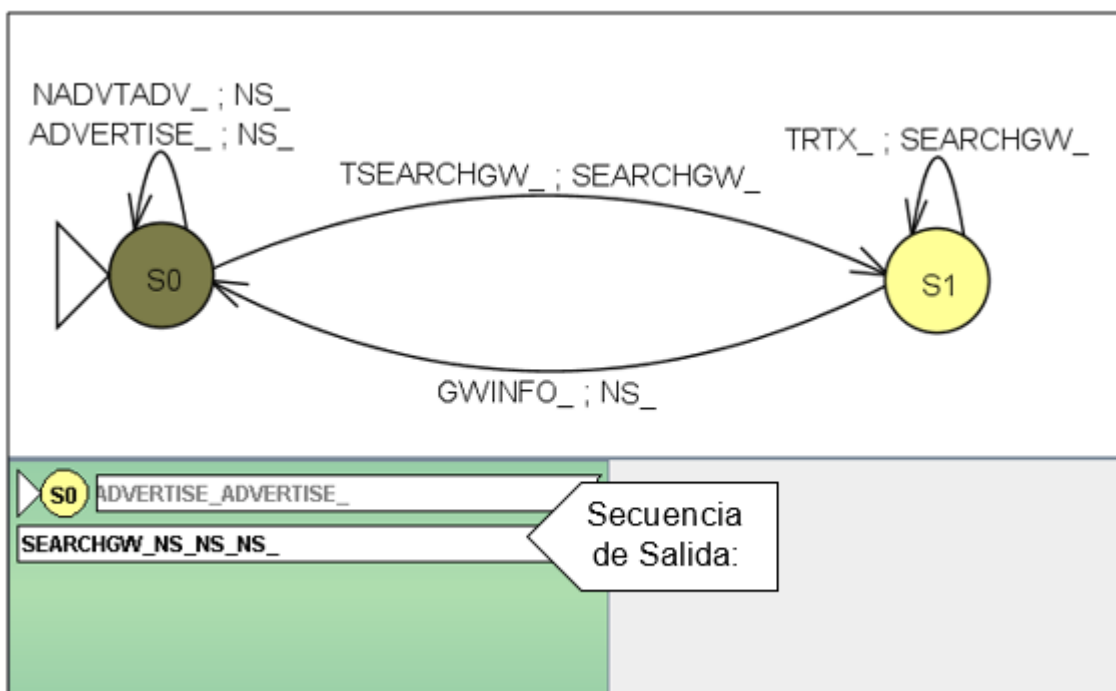 NADVTADV_ ; NS_
ADVERTISE_ ; NS_
TRTX_ ; SEARCHGW_
TSEARCHGW_ ; SEARCHGW_
S0
S1
GWINFO_ ; NS_
S0
ADVERTISE_ADVERTISE_
SEARCHGW_NS_NS_NS_
Secuencia
de Salida: